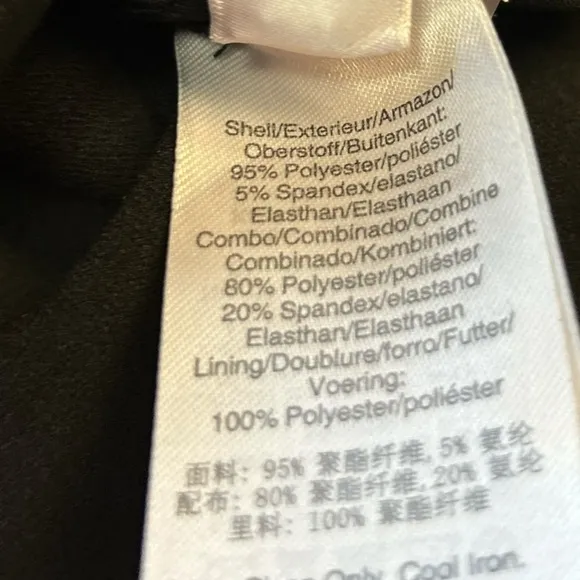 Shell/Exterieur/Armazon/
Oberstoff/Buitenkant:
95% Polyester/poliéster
5% Spandex/elastano/
Elasthan/Elasthaan
Combo/Combinado/Combine
Combinado/Kombiniert:
80% Polyester/poliéster
20% Spandex/elastano/
Elasthan/Elasthaan
Lining/Doublure/forro/Futter/
Voering:
100% Polyester/poliéster
面料: 95% 聚酯纤维, 5% 氨纶
配布: 80% 聚酯纤维, 20% 氨纶
里料: 100% 聚酯纤维
Clean Only. Cool Iron.